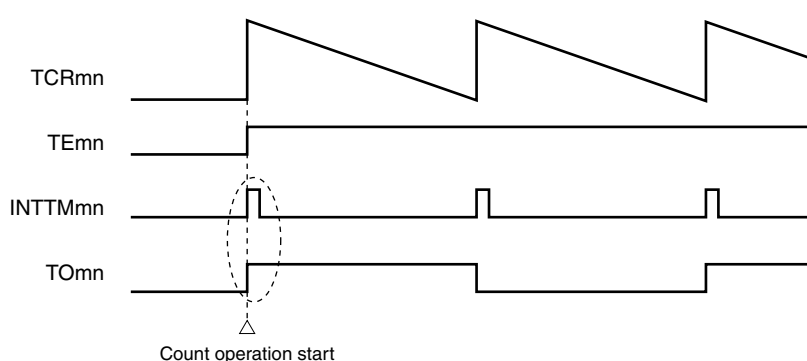 TCRmn
TEmn
INTTMmn
TOmn
Count operation start